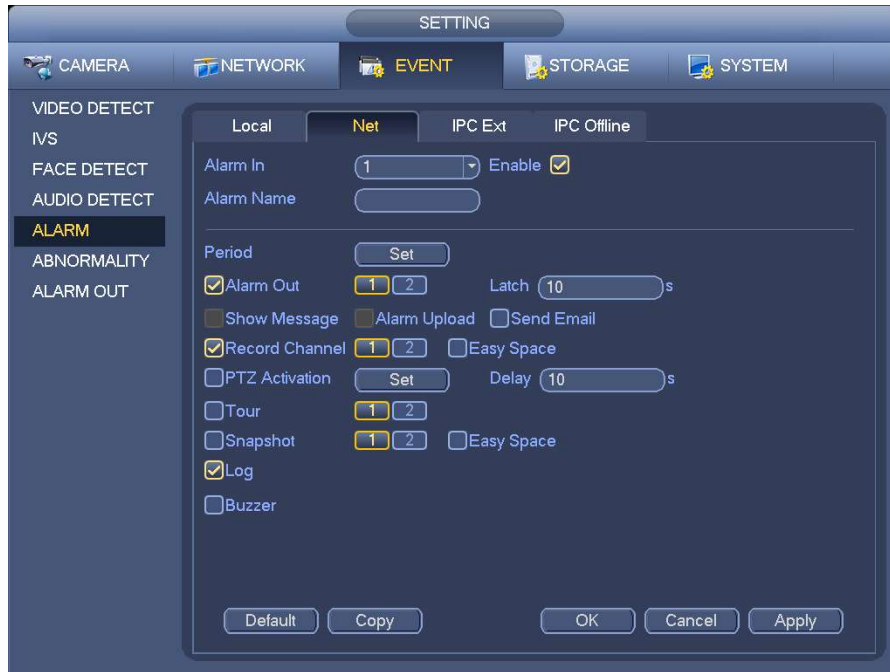 SETTING
CAMERA NETWORK EVENT STORAGE SYSTEM
VIDEO DETECT
IVS
FACE DETECT
AUDIO DETECT
ALARM
ABNORMALITY
ALARM OUT
Local Net IPC Ext IPC Offline
Alarm In 1 Enable
Alarm Name
Period Set
Alarm Out 1 2 Latch 10 s
Show Message Alarm Upload Send Email
Record Channel 1 2 Easy Space
PTZ Activation Set Delay 10 s
Tour 1 2
Snapshot 1 2 Easy Space
Log
Buzzer
Default Copy OK Cancel Apply